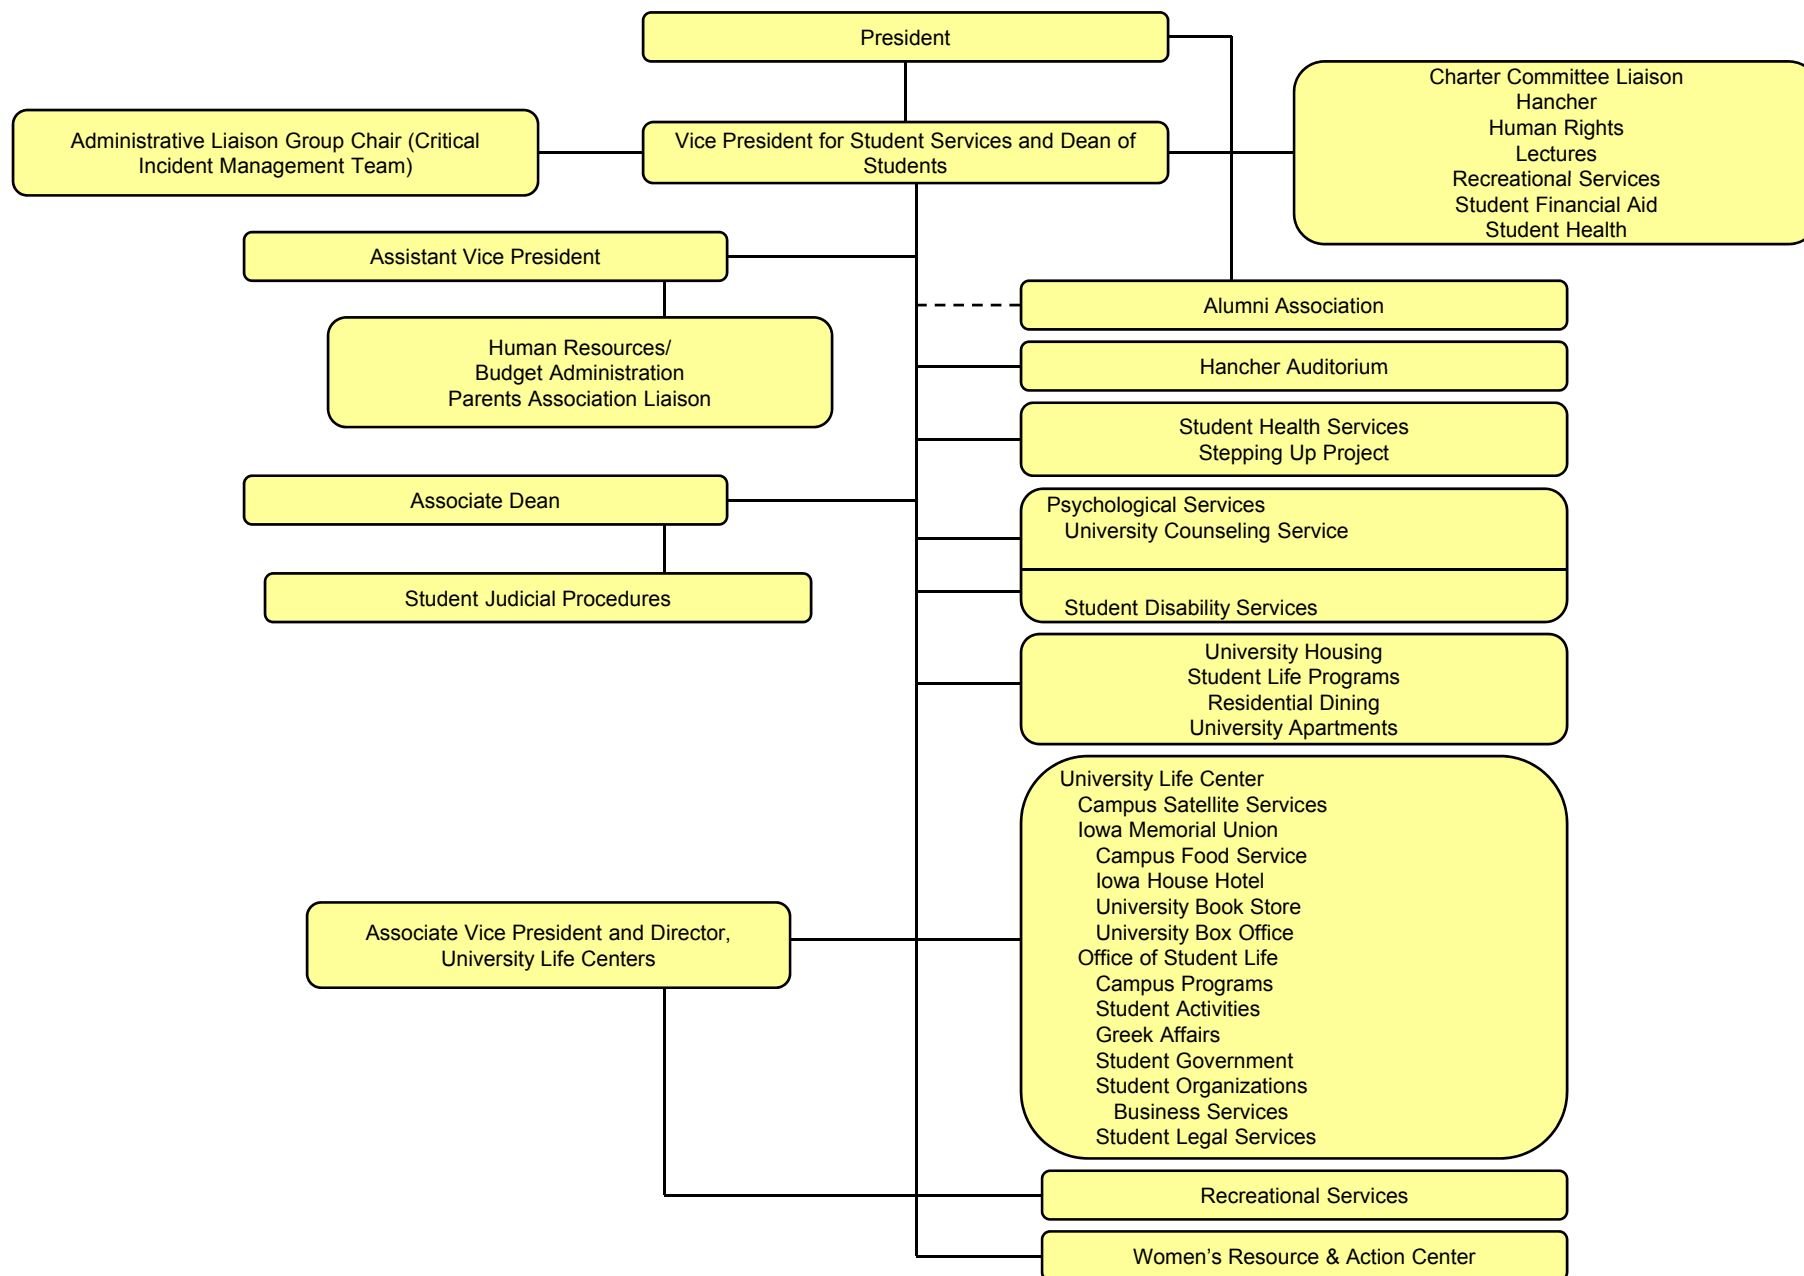 President
Charter Committee Liaison
Hancher
Human Rights
Lectures
Recreational Services
Student Financial Aid
Student Health
Administrative Liaison Group Chair (Critical
Incident Management Team)
Vice President for Student Services and Dean of
Students
Assistant Vice President
Human Resources/
Budget Administration
Parents Association Liaison
Alumni Association
Hancher Auditorium
Student Health Services
Stepping Up Project
Associate Dean
Student Judicial Procedures
Psychological Services
University Counseling Service
Student Disability Services
University Housing
Student Life Programs
Residential Dining
University Apartments
Associate Vice President and Director,
University Life Centers
University Life Center
Campus Satellite Services
Iowa Memorial Union
Campus Food Service
Iowa House Hotel
University Book Store
University Box Office
Office of Student Life
Campus Programs
Student Activities
Greek Affairs
Student Government
Student Organizations
Business Services
Student Legal Services
Recreational Services
Women’s Resource & Action Center